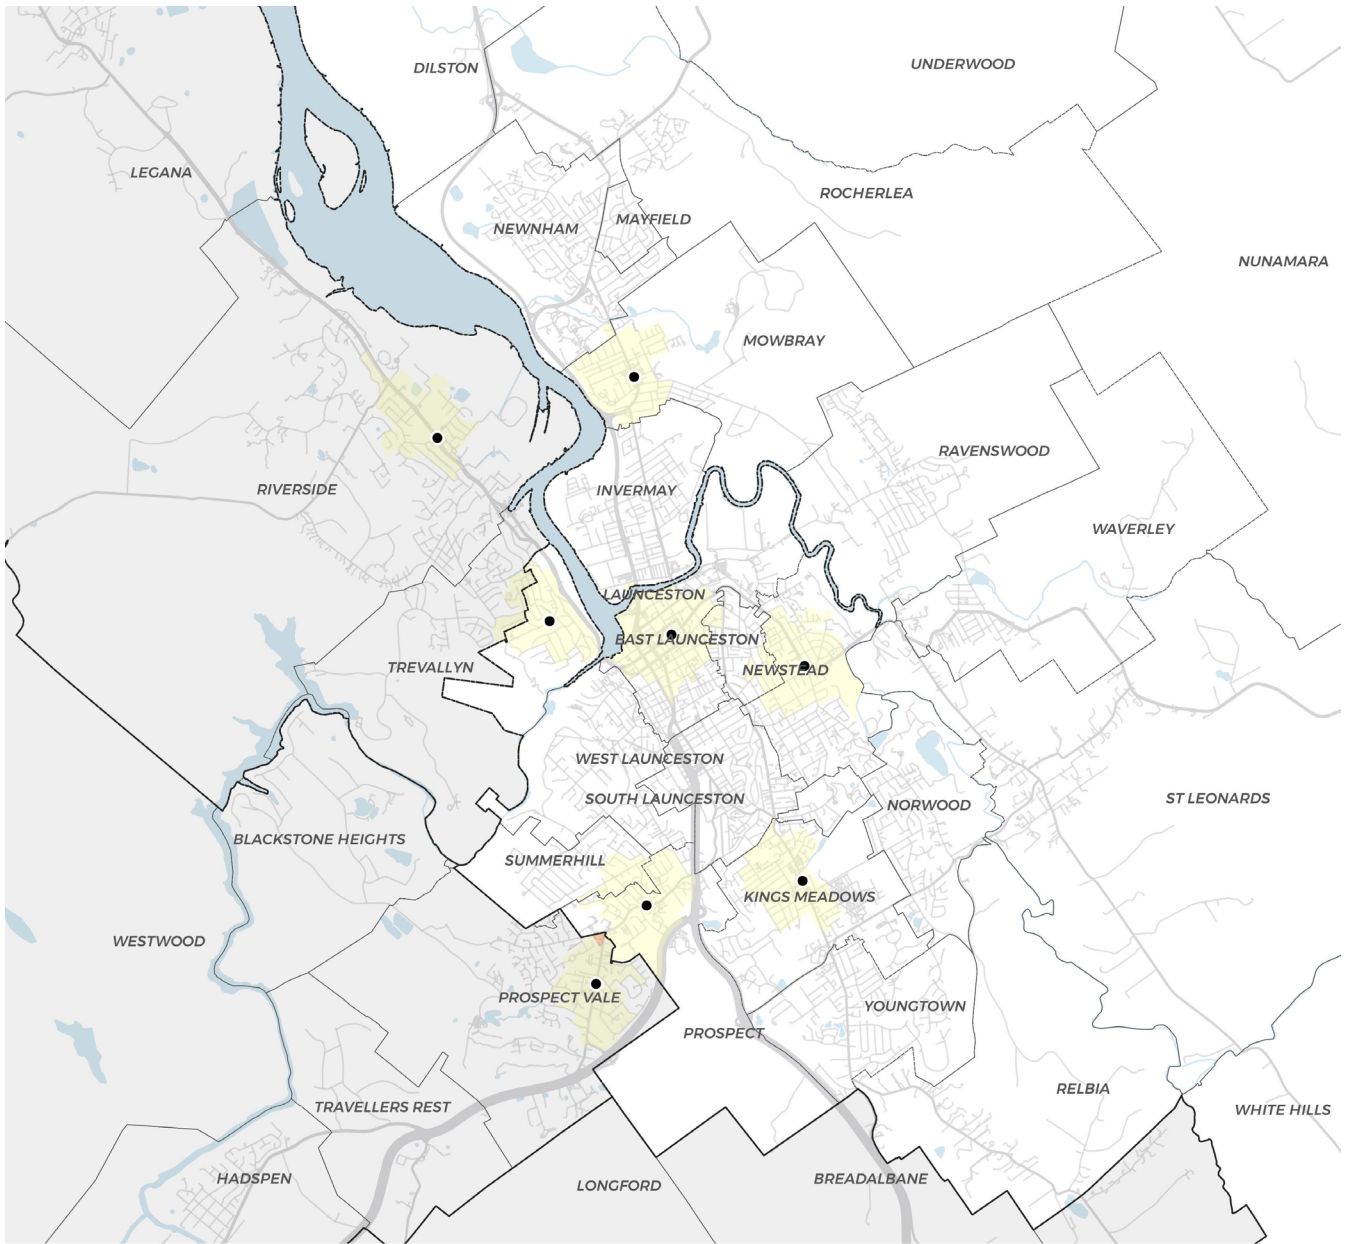 UNDERWOOD
DILSTON
LEGANA
ROCHERLEA
MAYFIELD
NEWNHAM
NUNAMARA
MOWBRAY
RAVENSWOOD
RIVERSIDE
INVERMAY
WAVERLEY
LAUNCESTON
EAST LAUNCESTON
TREVALLYN
NEWSTEAD
WEST LAUNCESTON
SOUTH LAUNCESTON
ST LEONARDS
NORWOOD
BLACKSTONE HEIGHTS
SUMMERHILL
KINGS MEADOWS
WESTWOOD
PROSPECT VALE
YOUNGTOWN
PROSPECT
RELBIA
TRAVELLERS REST
WHITE HILLS
HADSPEN
BREADALBANE
LONGFORD